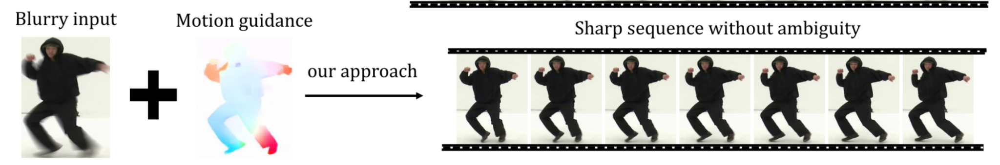 Blurry input
Motion guidance
our approach
Sharp sequence without ambiguity